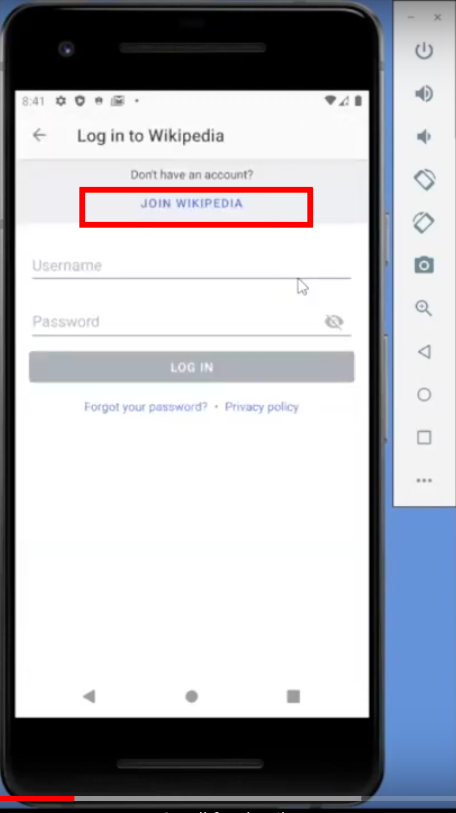 8:41
Log in to Wikipedia
Don't have an account?
JOIN WIKIPEDIA
Username
Password
LOG IN
Forgot your password? • Privacy policy